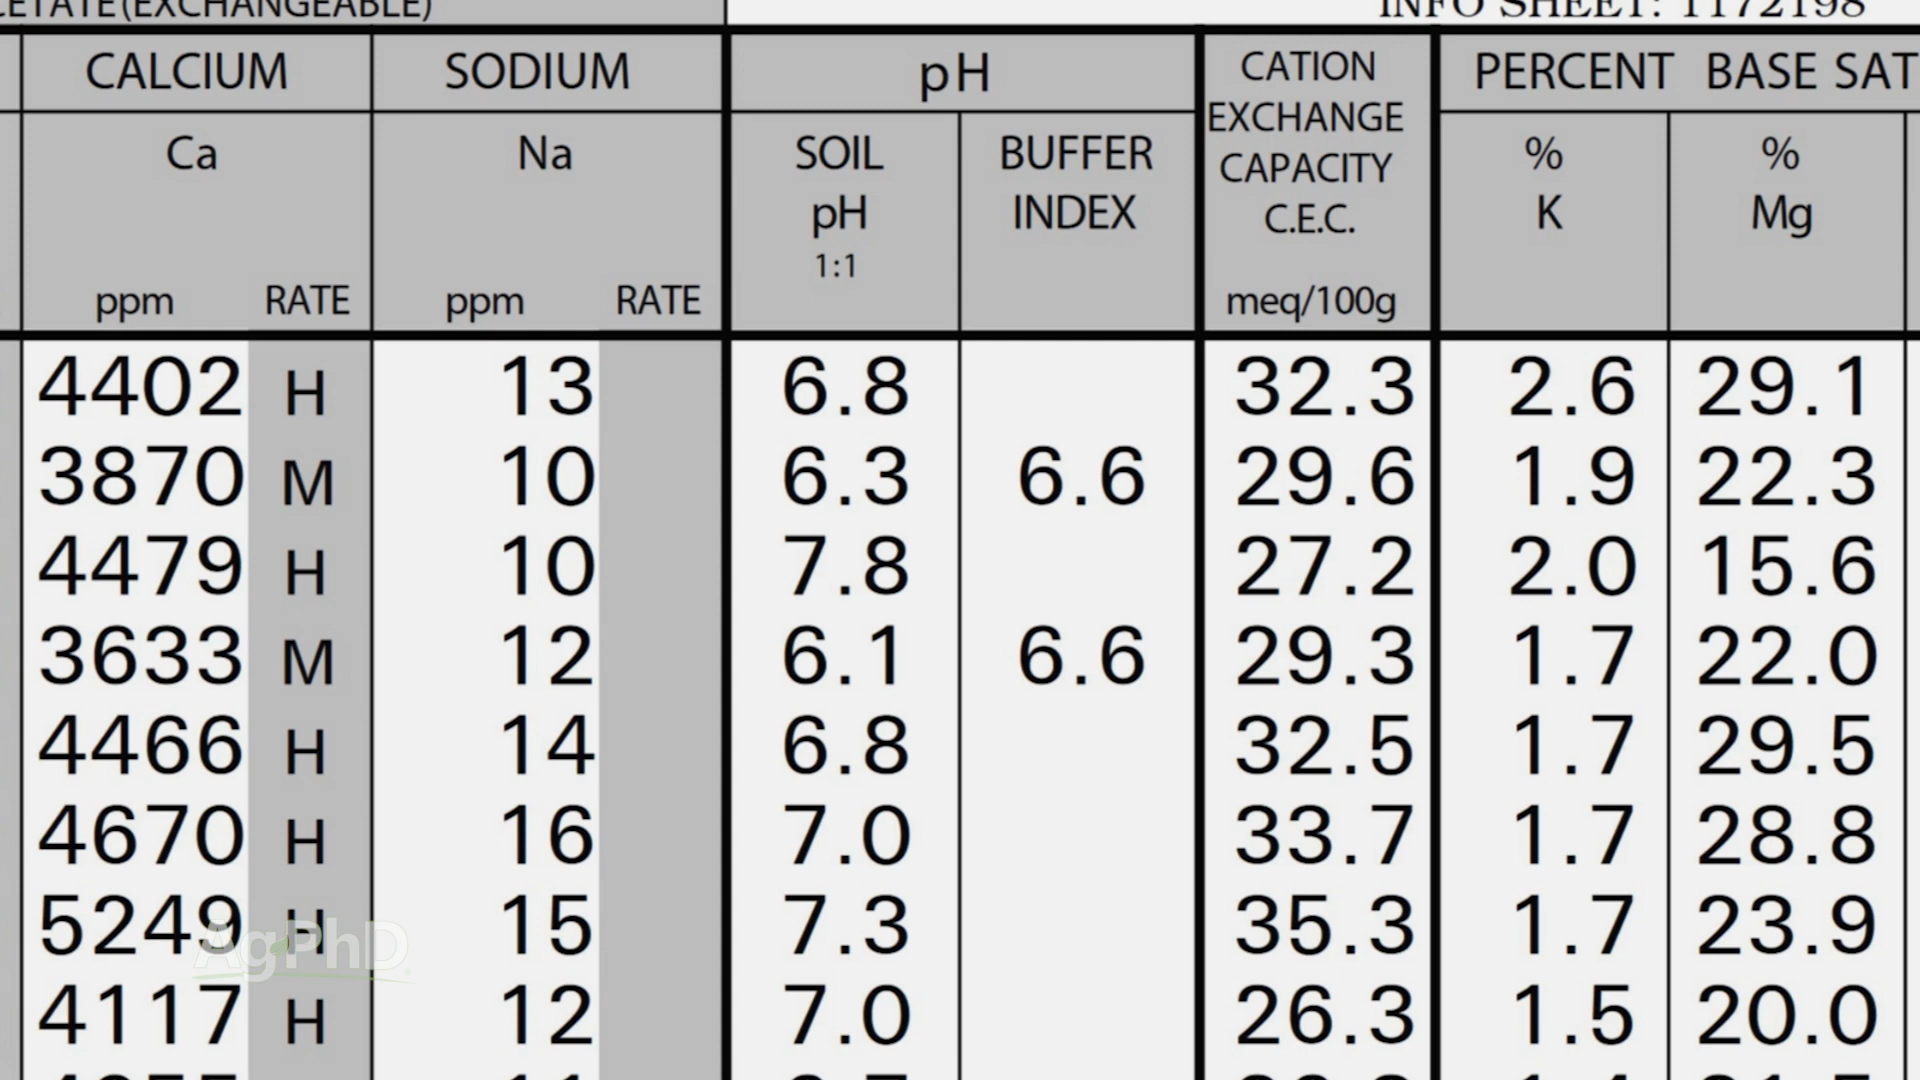 ETATE (EXCHANGEABLE)
INFO SHEET: 1172198
CALCIUM SODIUM pH CATION EXCHANGE CAPACITY C.E.C. PERCENT BASE SAT
Ca Na SOIL pH 1:1 BUFFER INDEX % K % Mg
ppm RATE ppm RATE meq/100g
4402 H 13 6.8 32.3 2.6 29.1
3870 M 10 6.3 6.6 29.6 1.9 22.3
4479 H 10 7.8 27.2 2.0 15.6
3633 M 12 6.1 6.6 29.3 1.7 22.0
4466 H 14 6.8 32.5 1.7 29.5
4670 H 16 7.0 33.7 1.7 28.8
5249 H 15 7.3 35.3 1.7 23.9
AgPhD
4117 H 12 7.0 26.3 1.5 20.0